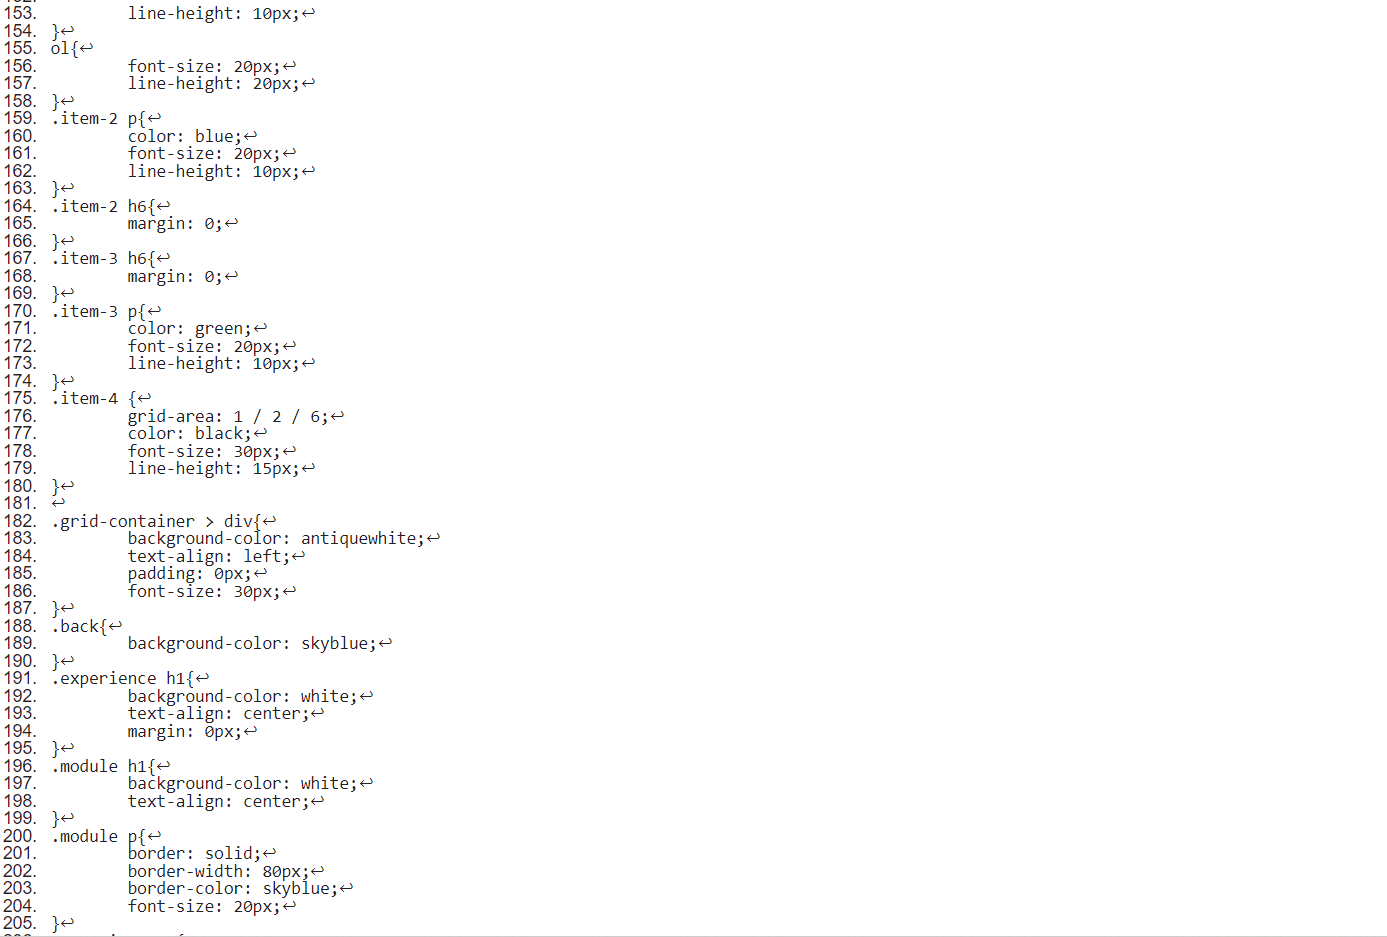 153. line-height: 10px;↩
154. }↩
155. ol{↩
156. font-size: 20px;↩
157. line-height: 20px;↩
158. }↩
159. .item-2 p{↩
160. color: blue;↩
161. font-size: 20px;↩
162. line-height: 10px;↩
163. }↩
164. .item-2 h6{↩
165. margin: 0;↩
166. }↩
167. .item-3 h6{↩
168. margin: 0;↩
169. }↩
170. .item-3 p{↩
171. color: green;↩
172. font-size: 20px;↩
173. line-height: 10px;↩
174. }↩
175. .item-4 {↩
176. grid-area: 1 / 2 / 6;↩
177. color: black;↩
178. font-size: 30px;↩
179. line-height: 15px;↩
180. }↩
181. ↩
182. .grid-container > div{↩
183. background-color: antiquewhite;↩
184. text-align: left;↩
185. padding: 0px;↩
186. font-size: 30px;↩
187. }↩
188. .back{↩
189. background-color: skyblue;↩
190. }↩
191. .experience h1{↩
192. background-color: white;↩
193. text-align: center;↩
194. margin: 0px;↩
195. }↩
196. .module h1{↩
197. background-color: white;↩
198. text-align: center;↩
199. }↩
200. .module p{↩
201. border: solid;↩
202. border-width: 80px;↩
203. border-color: skyblue;↩
204. font-size: 20px;↩
205. }↩